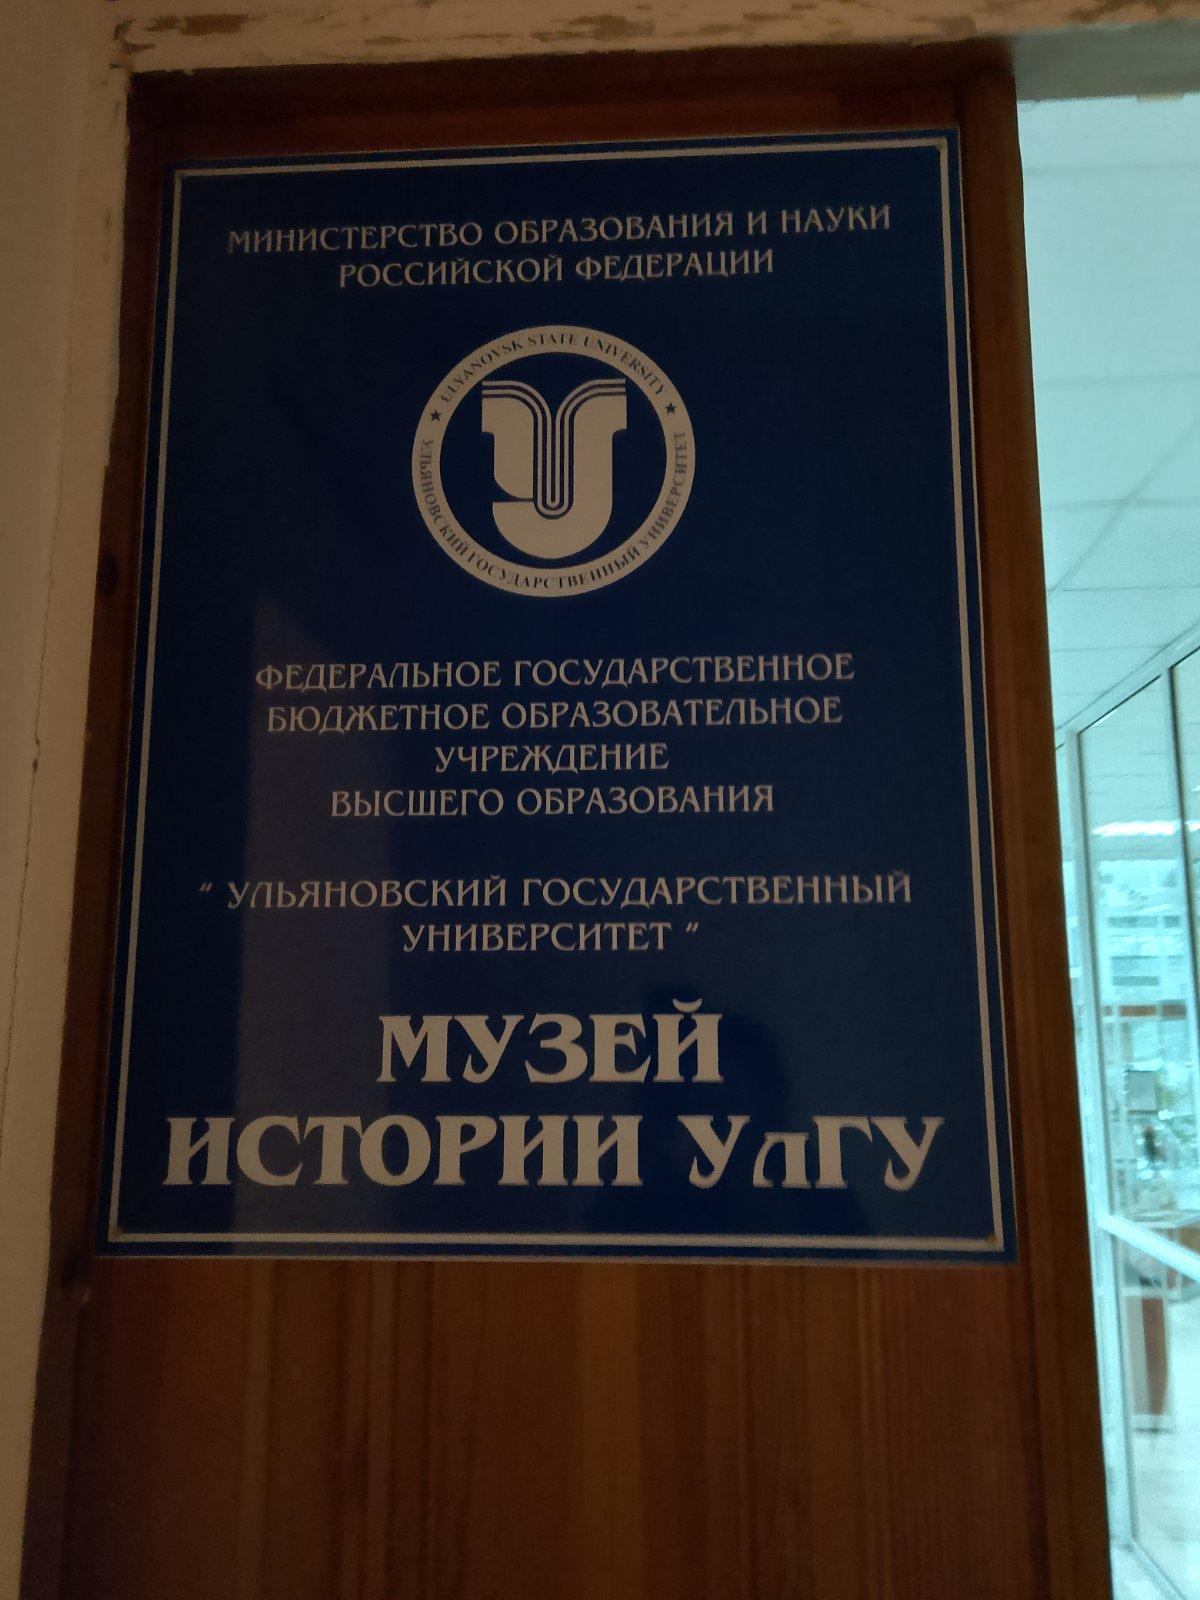 МИНИСТЕРСТВО ОБРАЗОВАНИЯ И НАУКИ
РОССИЙСКОЙ ФЕДЕРАЦИИ
ULYANOVSK STATE UNIVERSITY
УЛЬЯНОВСКИЙ ГОСУДАРСТВЕННЫЙ УНИВЕРСИТЕТ
ФЕДЕРАЛЬНОЕ ГОСУДАРСТВЕННОЕ
БЮДЖЕТНОЕ ОБРАЗОВАТЕЛЬНОЕ
УЧРЕЖДЕНИЕ
ВЫСШЕГО ОБРАЗОВАНИЯ
" УЛЬЯНОВСКИЙ ГОСУДАРСТВЕННЫЙ
УНИВЕРСИТЕТ "
МУЗЕЙ
ИСТОРИИ УлГУ